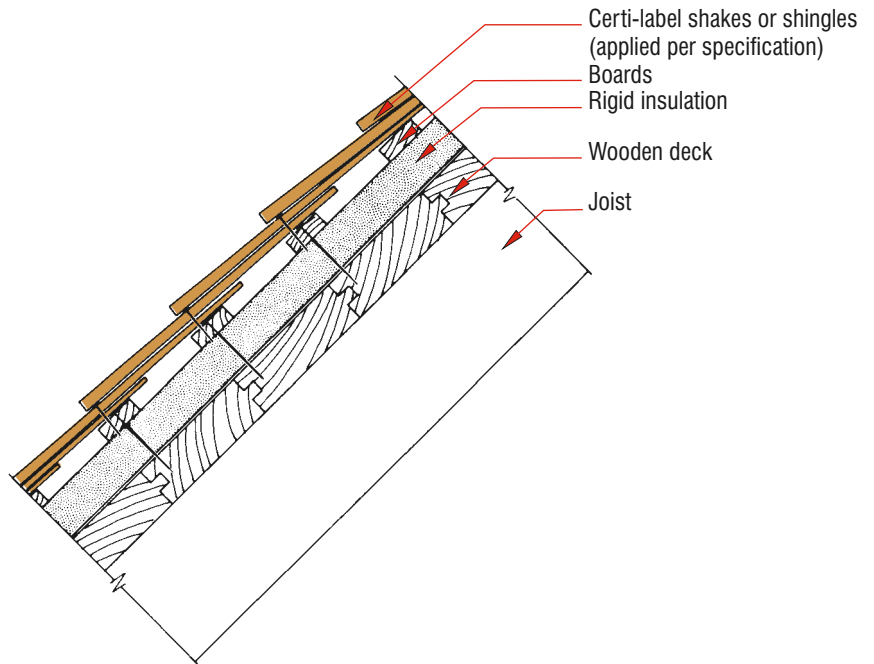 Certi-label shakes or shingles
(applied per specification)
Boards
Rigid insulation
Wooden deck
Joist